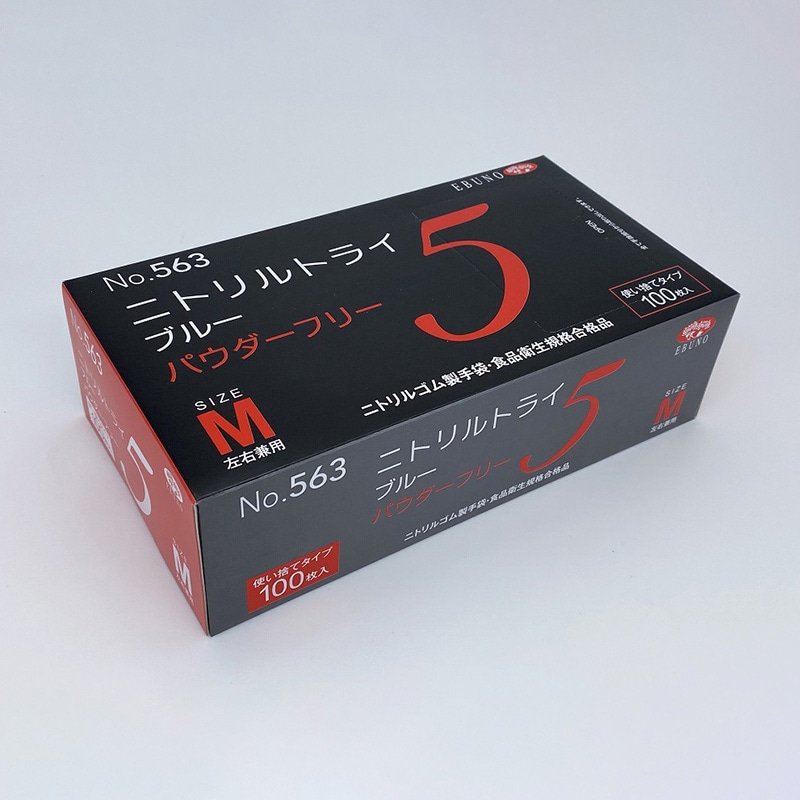 EBUNO
No.563
ニトリルトライ
5
ブルー
パウダーフリー
OPEN
使い捨てタイプ
100枚入
ニトリルゴム製手袋・食品衛生規格合格品
SIZE
M
左右兼用
No.563
5
M
No.563
ニトリルトライ
5
ブルー
パウダーフリー
ニトリルゴム製手袋・食品衛生規格合格品
使い捨てタイプ
100枚入
EBUNO
SIZE
M
左右兼用